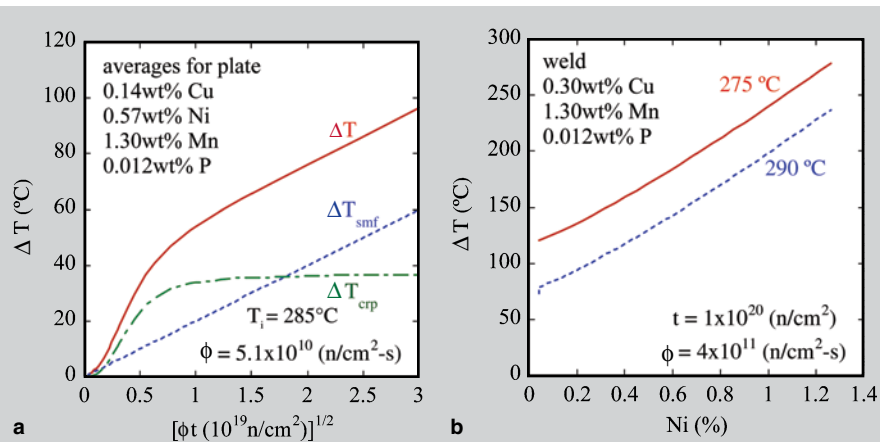 120
100
80
60
40
20
0
Δ T (ºC)
averages for plate
0.14wt% Cu
0.57wt% Ni
1.30wt% Mn
0.012wt% P
ΔT
ΔT_smf
ΔT_crp
T_i = 285°C
ϕ = 5.1x10^10 (n/cm^2-s)
0 0.5 1 1.5 2 2.5 3
[ϕt (10^19n/cm^2)]^1/2
a
300
250
200
150
100
50
0
Δ T (ºC)
weld
0.30wt% Cu
1.30wt% Mn
0.012wt% P
275 ºC
290 ºC
t = 1x10^20 (n/cm^2)
ϕ = 4x10^11 (n/cm^2-s)
0 0.2 0.4 0.6 0.8 1 1.2 1.4
Ni (%)
b